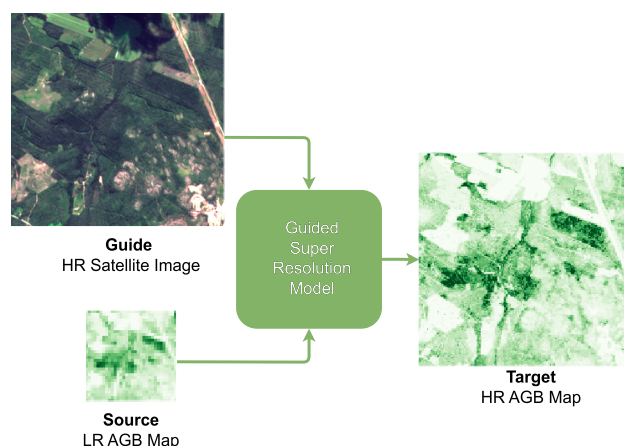 Guide
HR Satellite Image
Guided
Super
Resolution
Model
Source
LR AGB Map
Target
HR AGB Map